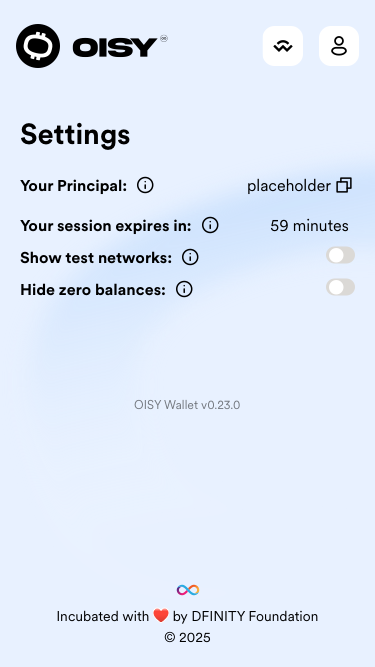 OISY
Settings
Your Principal: placeholder
Your session expires in: 59 minutes
Show test networks:
Hide zero balances:
OISY Wallet v0.23.0
Incubated with ❤️ by DFINITY Foundation
© 2025